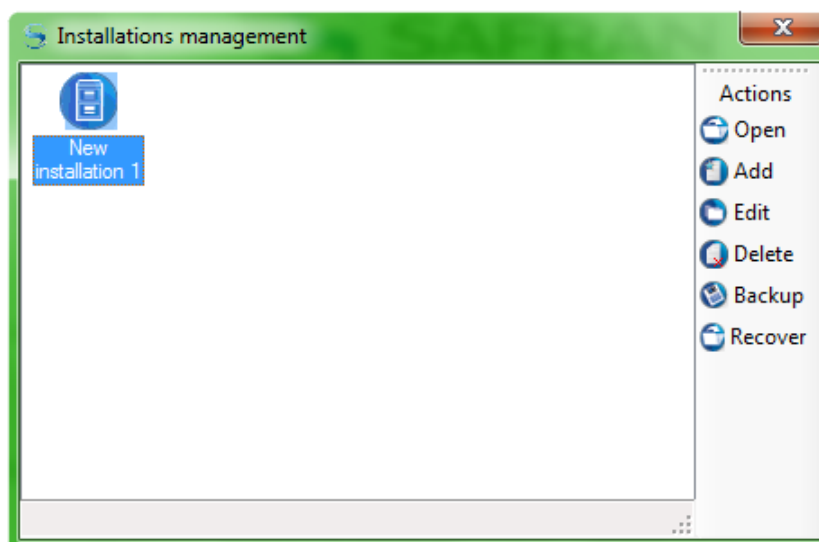 Installations management
New
installation 1
Actions
Open
Add
Edit
Delete
Backup
Recover